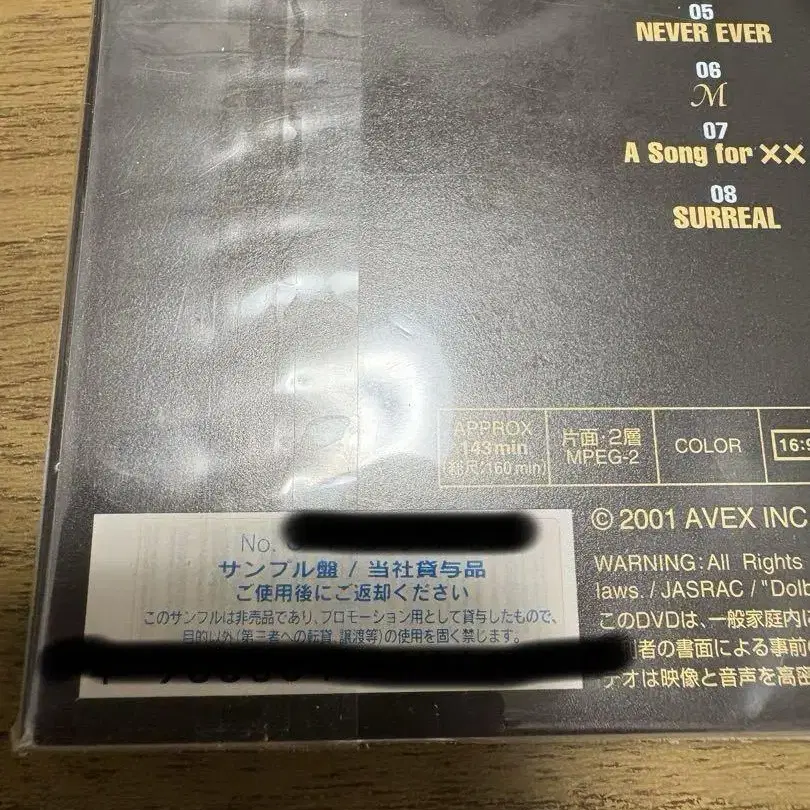 05
NEVER EVER
06
M
07
A Song for ××
08
SURREAL
APPROX
143min
(総尺:160min)
片面・2層
MPEG-2
COLOR
16:9
© 2001 AVEX INC
WARNING: All Rights
laws. / JASRAC / "Dolb
このDVDは、一般家庭内に
者の書面による事前の
デオは映像と音声を高密
No.
サンプル盤 / 当社貸与品
ご使用後にご返却ください
このサンプルは非売品であり、プロモーション用として貸与したもので、
目的以外(第三者への転貸、譲渡等)の使用を固く禁じます。